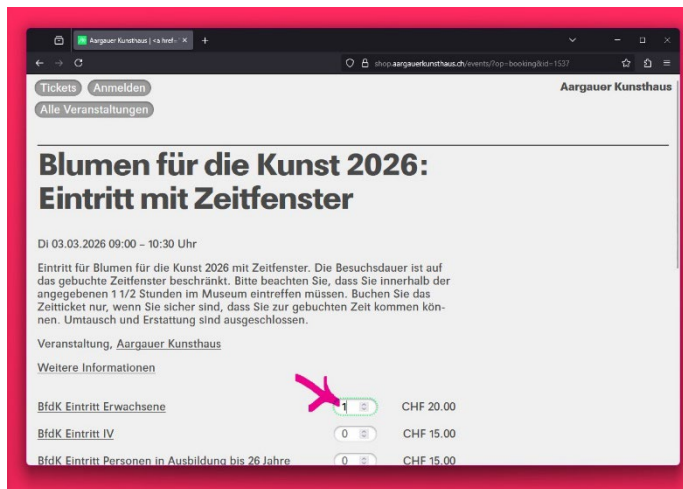 Aargauer Kunsthaus | <a href=
shop.aargauerkunsthaus.ch/events/?op=booking&id=1537
Tickets Anmelden Aargauer Kunsthaus
Alle Veranstaltungen
Blumen für die Kunst 2026:
Eintritt mit Zeitfenster
Di 03.03.2026 09:00 – 10:30 Uhr
Eintritt für Blumen für die Kunst 2026 mit Zeitfenster. Die Besuchsdauer ist auf
das gebuchte Zeitfenster beschränkt. Bitte beachten Sie, dass Sie innerhalb der
angegebenen 1 1/2 Stunden im Museum eintreffen müssen. Buchen Sie das
Zeitticket nur, wenn Sie sicher sind, dass Sie zur gebuchten Zeit kommen kön-
nen. Umtausch und Erstattung sind ausgeschlossen.
Veranstaltung, Aargauer Kunsthaus
Weitere Informationen
BfdK Eintritt Erwachsene 1 CHF 20.00
BfdK Eintritt IV 0 CHF 15.00
BfdK Eintritt Personen in Ausbildung bis 26 Jahre 0 CHF 15.00